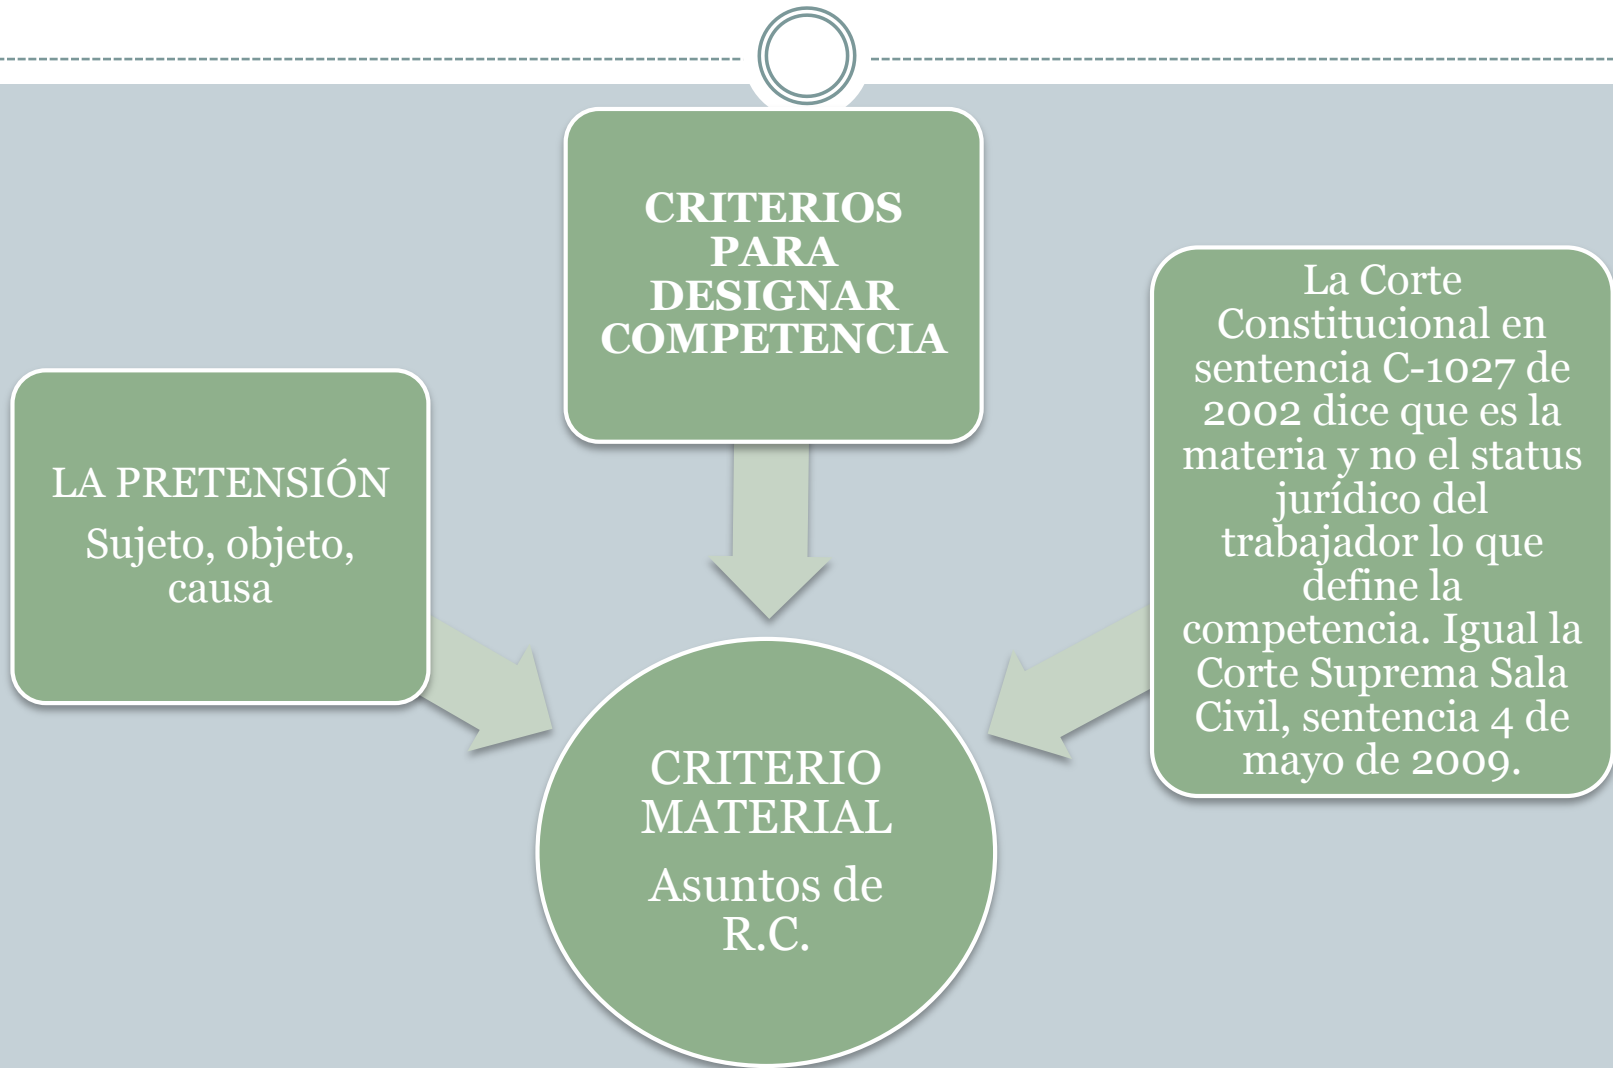 CRITERIOS
PARA
DESIGNAR
COMPETENCIA
LA PRETENSIÓN
Sujeto, objeto,
causa
La Corte
Constitucional en
sentencia C-1027 de
2002 dice que es la
materia y no el status
jurídico del
trabajador lo que
define la
competencia. Igual la
Corte Suprema Sala
Civil, sentencia 4 de
mayo de 2009.
CRITERIO
MATERIAL
Asuntos de
R.C.